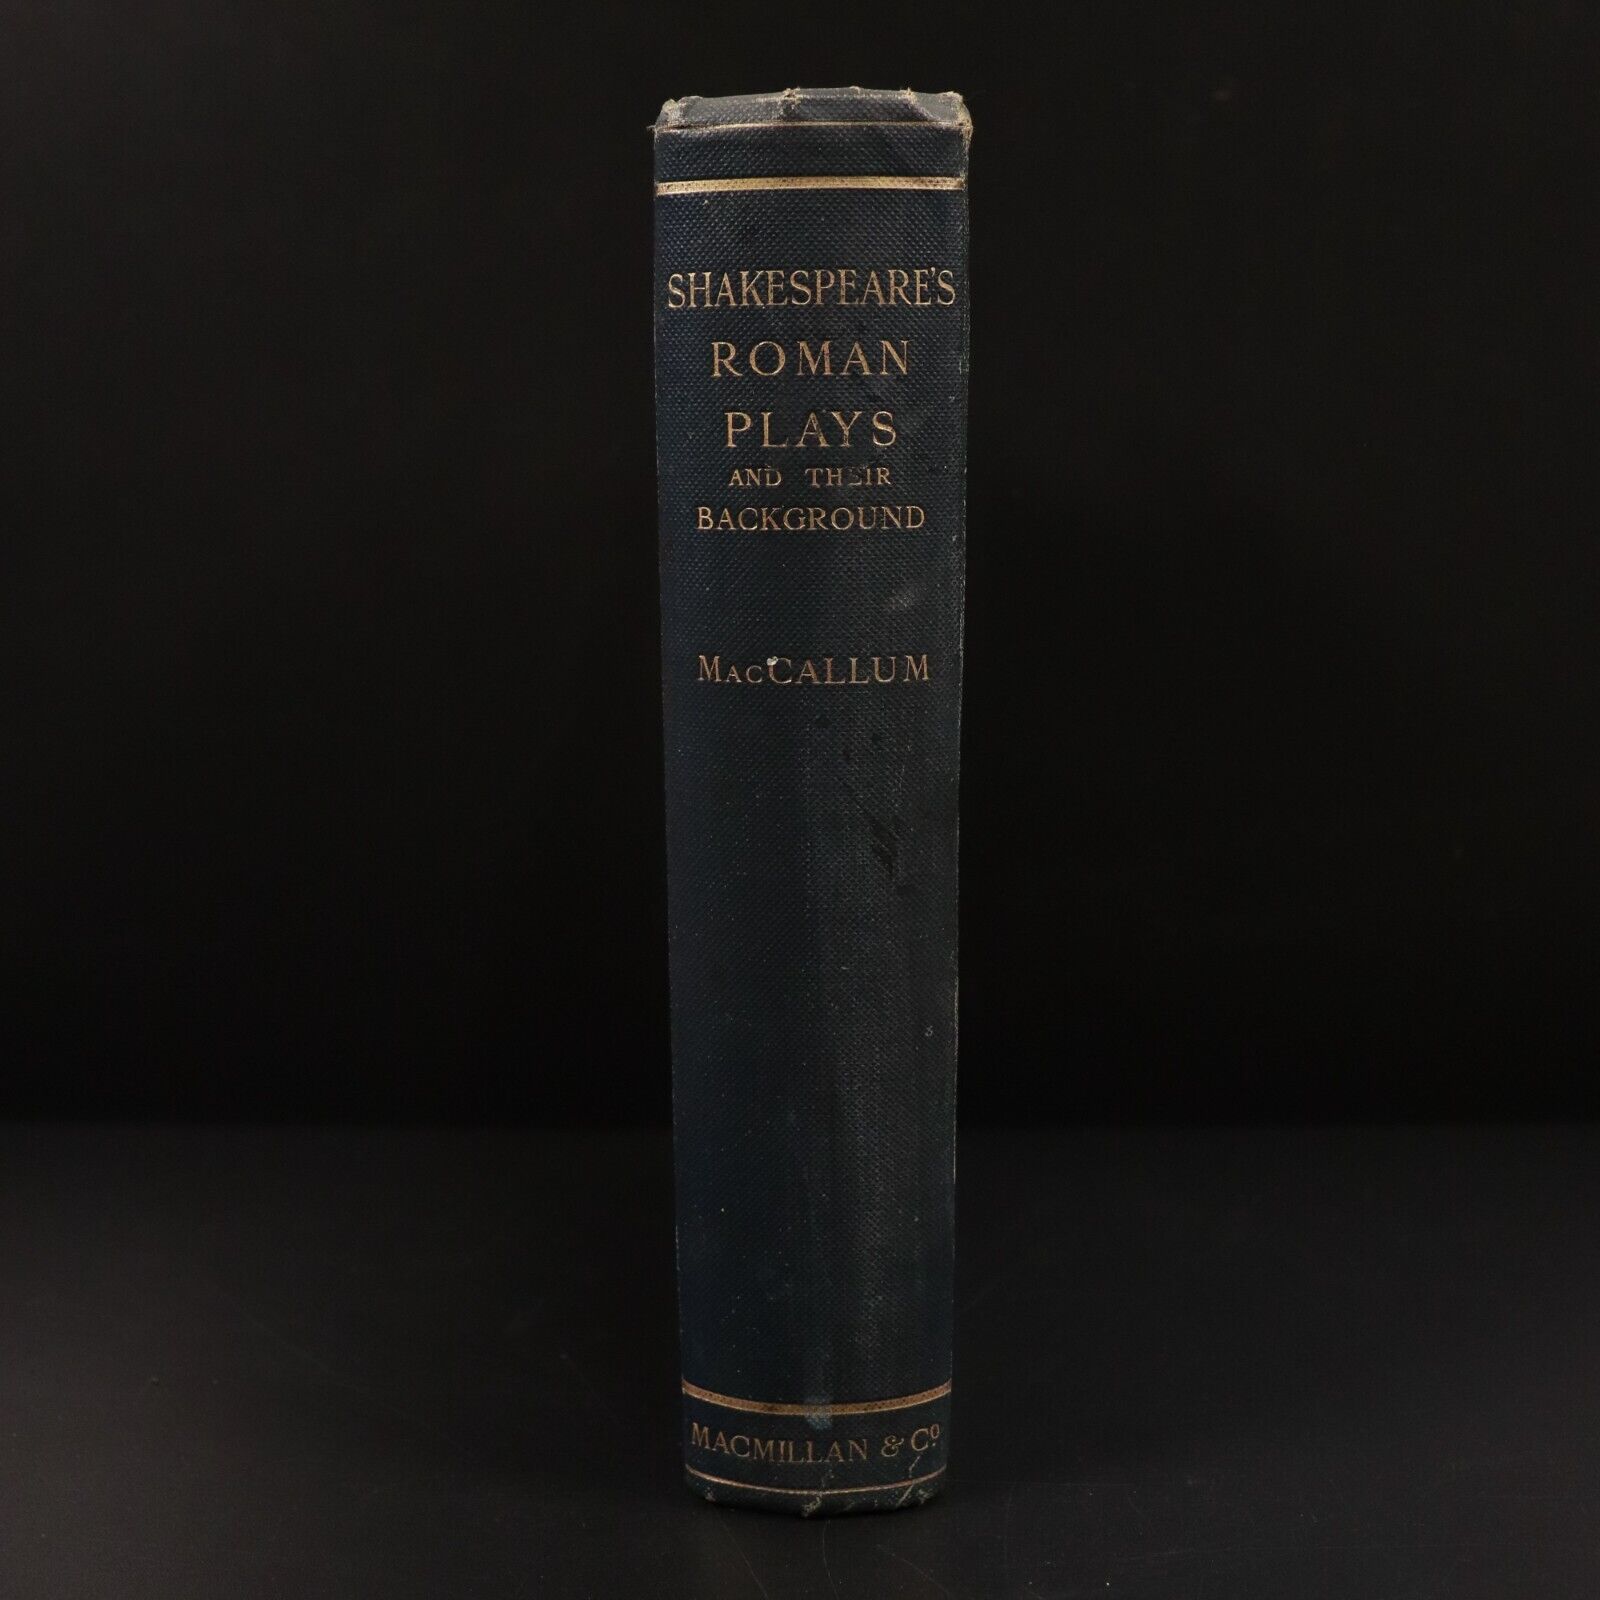 SHAKESPEARE'S
ROMAN
PLAYS
AND THEIR
BACKGROUND
MACCALLUM
MACMILLAN & Cº